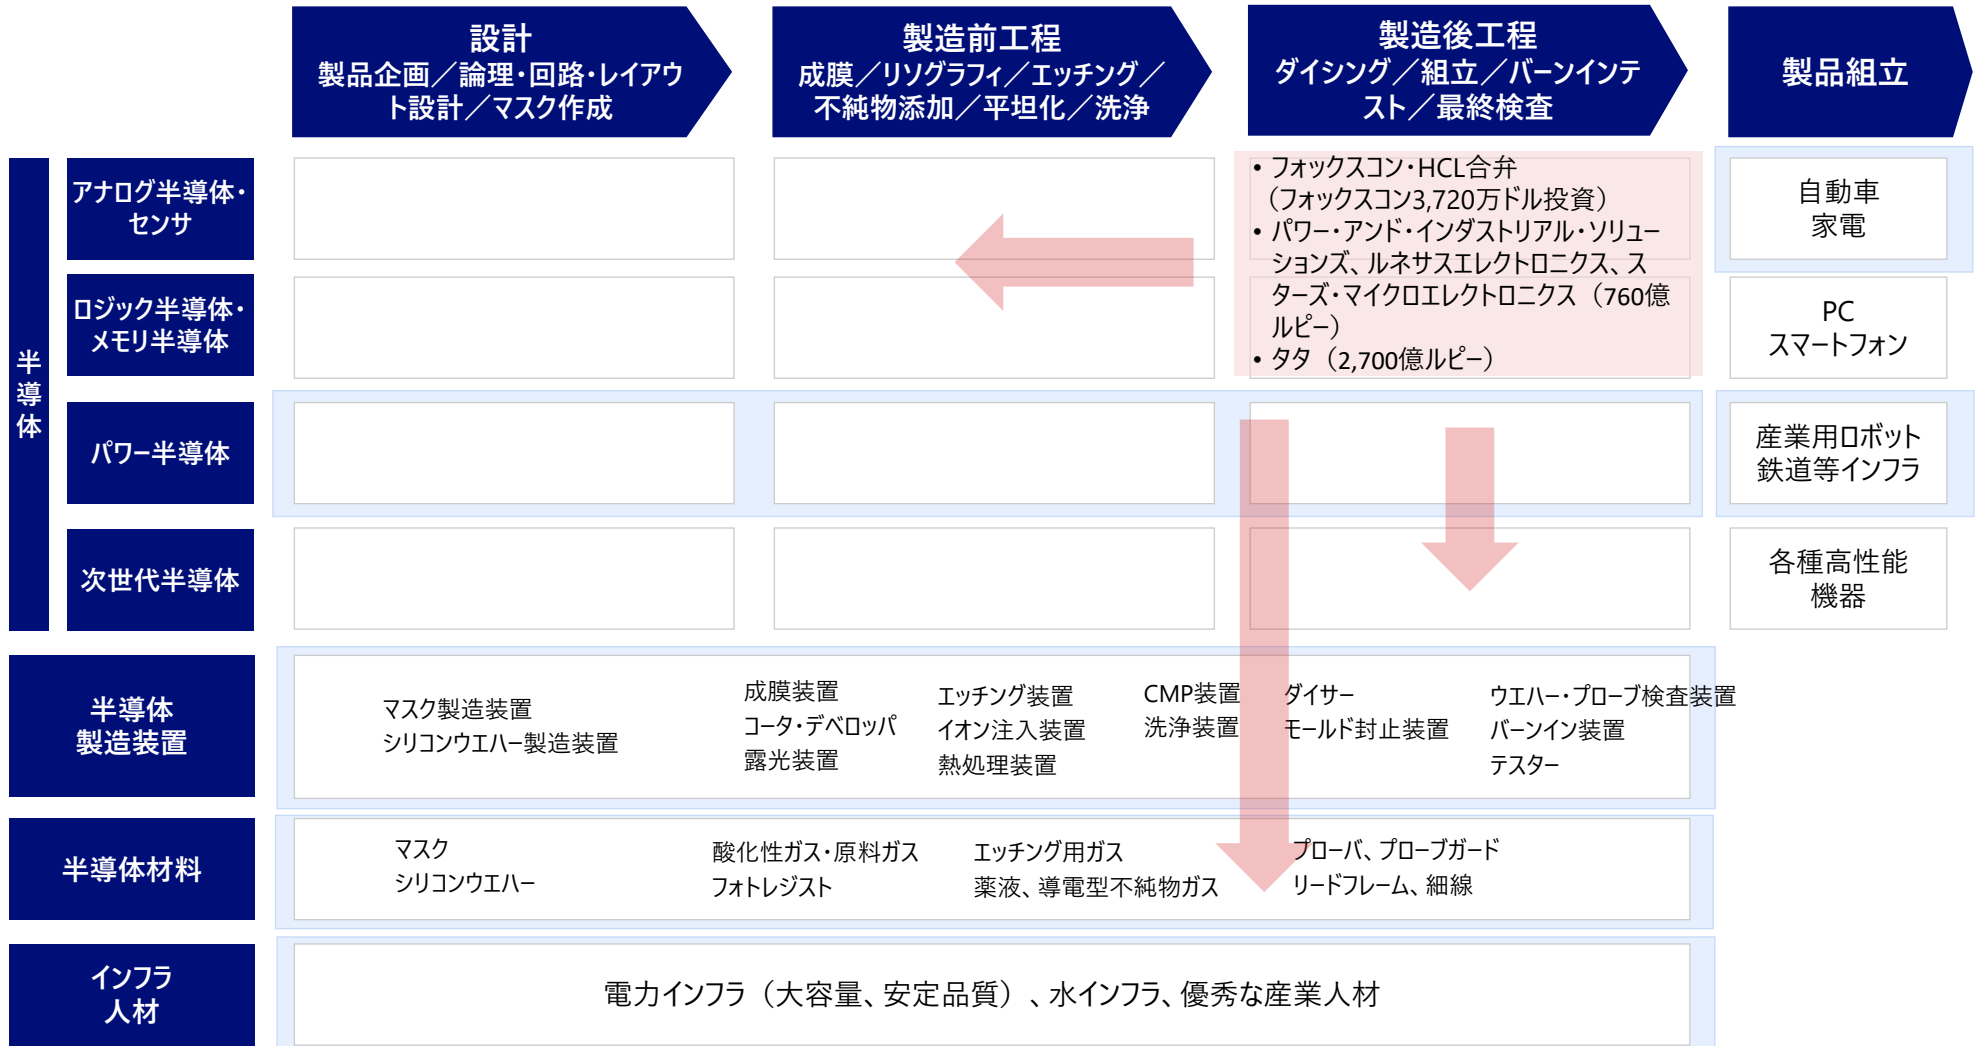 設計
製品企画／論理・回路・レイアウ
ト設計／マスク作成
製造前工程
成膜／リソグラフィ／エッチング／
不純物添加／平坦化／洗浄
製造後工程
ダイシング／組立／バーンインテ
スト／最終検査
製品組立
半導体
アナログ半導体・
センサ
• フォックスコン・HCL合弁
（フォックスコン3,720万ドル投資）
• パワー・アンド・インダストリアル・ソリュー
ションズ、ルネサスエレクトロニクス、ス
ターズ・マイクロエレクトロニクス（760億
ルピー）
• タタ（2,700億ルピー）
自動車
家電
ロジック半導体・
メモリ半導体
PC
スマートフォン
パワー半導体
産業用ロボット
鉄道等インフラ
次世代半導体
各種高性能
機器
半導体
製造装置
マスク製造装置
シリコンウエハー製造装置
成膜装置
コータ・デベロッパ
露光装置
エッチング装置
イオン注入装置
熱処理装置
CMP装置
洗浄装置
ダイサー
モールド封止装置
ウエハー・プローブ検査装置
バーンイン装置
テスター
半導体材料
マスク
シリコンウエハー
酸化性ガス・原料ガス
フォトレジスト
エッチング用ガス
薬液、導電型不純物ガス
プローバ、プローブガード
リードフレーム、細線
インフラ
人材
電力インフラ（大容量、安定品質）、水インフラ、優秀な産業人材